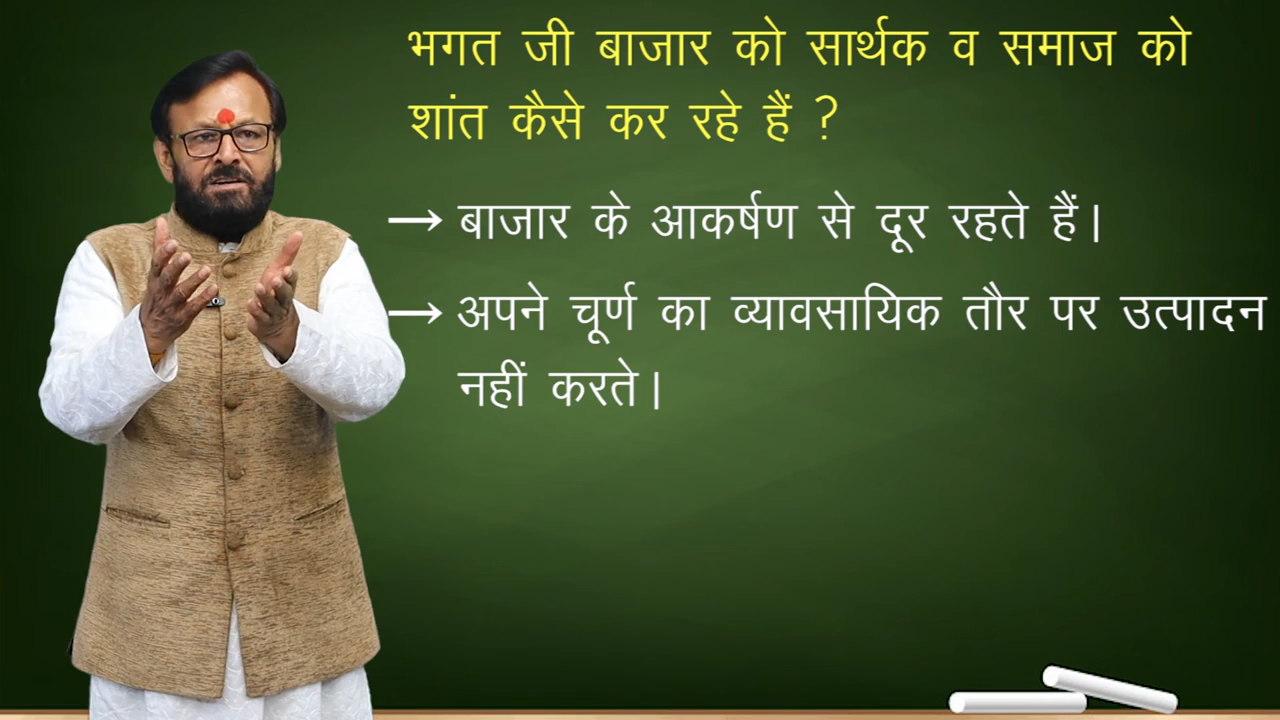 भगत जी बाजार को सार्थक व समाज को
शांत कैसे कर रहे हैं ?
→ बाजार के आकर्षण से दूर रहते हैं।
→ अपने चूर्ण का व्यावसायिक तौर पर उत्पादन
नहीं करते।